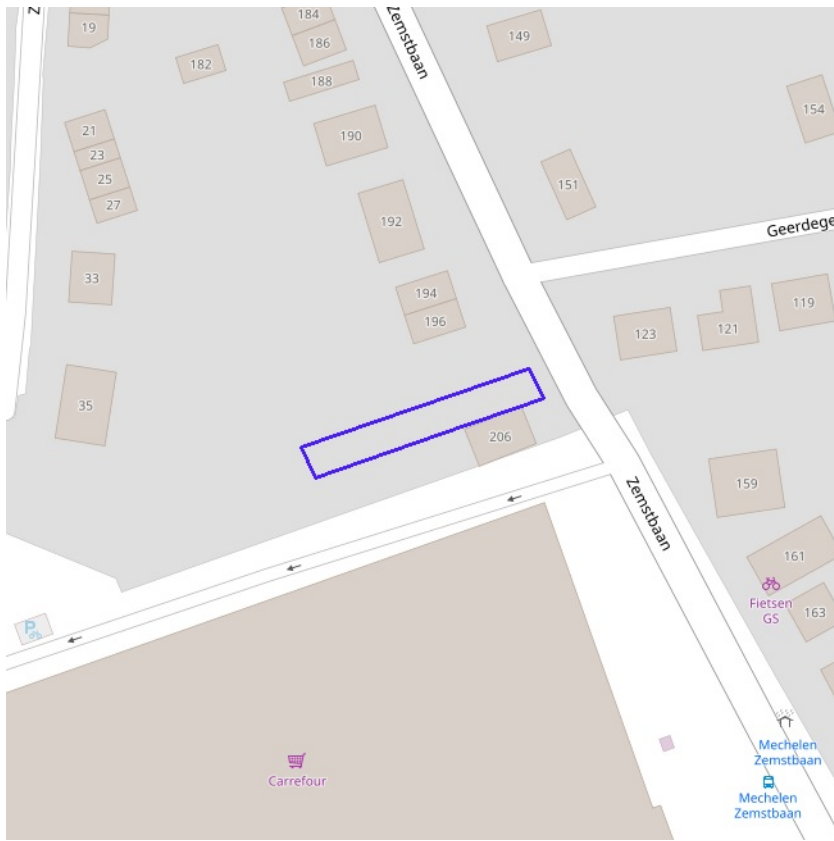 Z
19
184
186
182
188
Zemstbaan
149
154
190
21
23
25
27
151
192
Geerdege
33
194
196
123
121
119
35
206
159
Zemstbaan
161
Fietsen
GS
163
Mechelen
Zemstbaan
Mechelen
Zemstbaan
Carrefour
P